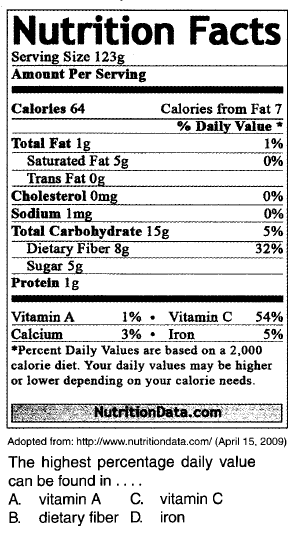 Nutrition Facts
Serving Size 123g
Amount Per Serving
Calories 64 Calories from Fat 7
% Daily Value *
Total Fat 1g 1%
Saturated Fat 5g 0%
Trans Fat 0g
Cholesterol 0mg 0%
Sodium 1mg 0%
Total Carbohydrate 15g 5%
Dietary Fiber 8g 32%
Sugar 5g
Protein 1g
Vitamin A 1% • Vitamin C 54%
Calcium 3% • Iron 5%
*Percent Daily Values are based on a 2,000
calorie diet. Your daily values may be higher
or lower depending on your calorie needs.
NutritionData.com
Adopted from: http://www.nutritiondata.com/ (April 15, 2009)
The highest percentage daily value
can be found in . . . .
A. vitamin A C. vitamin C
B. dietary fiber D. iron